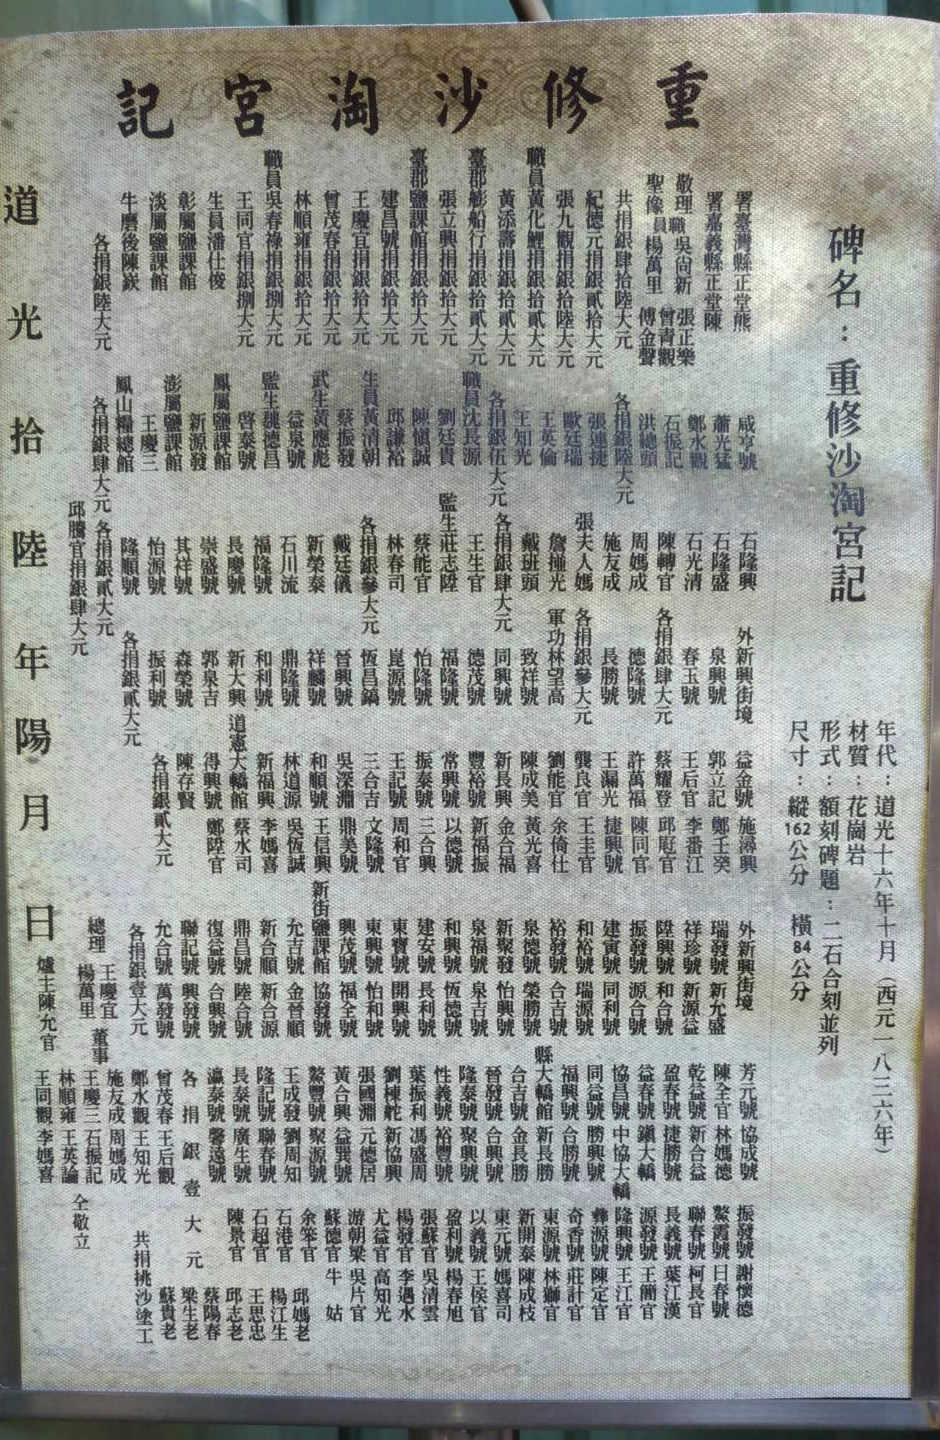 重修沙淘宮記
碑名：重修沙淘宮記
年代：道光十六年十月（西元一八三六年）
材質：花崗岩
形式：額刻碑題：二石合刻並列
尺寸：縱162公分 橫84公分
署臺灣縣正堂熊
署嘉義縣正堂陳
敬理職吳尚新 張正樂
聖像員楊萬里 曾青觀 傅金聲
共捐銀肆拾陸大元
紀德元捐銀貳拾大元
張九觀捐銀拾陸大元
職員黃化鯉捐銀拾貳大元
黃添壽捐銀拾貳大元
臺郡艍船行捐銀拾貳大元
張立興捐銀拾大元
臺郡鹽課館捐銀拾大元
建昌號捐銀拾大元
王慶宜捐銀拾大元
曾茂春捐銀拾大元
林順雍捐銀拾大元
職員吳春祿捐銀捌大元
王同官捐銀捌大元
生員潘仕俊
彰屬鹽課館
淡屬鹽課館
牛磨後陳欽
各捐銀陸大元
咸亨號
蕭光猛
鄭水觀
石振記
洪總頭
各捐銀陸大元
張連捷
歐廷瑞
王英倫
王知光
各捐銀伍大元
職員沈長源
劉廷貴
陳愼誠
邱謙裕
生員黃清朝
蔡振發
武生黃應彪
益泉號
監生魏德昌
啓泰號
鳳屬鹽課館
新源發
澎屬鹽課館
王慶三
鳳山糧總館
各捐銀肆大元
石隆興
石隆盛
石光清
陳轉官
周媽成
施友成
張夫人媽
詹捶光
戴班頭
各捐銀肆大元
王生官
監生莊志陞
蔡能官
林春司
各捐銀參大元
戴廷儀
新榮泰
石川流
福隆號
長慶號
崇盛號
其祥號
怡源號
隆順號
各捐銀貳大元
邱騰官捐銀肆大元
外新興街境
泉興號
春玉號
各捐銀肆大元
德隆號
長勝號
各捐銀參大元
軍功林望高
致祥號
同興號
德茂號
福隆號
怡隆號
崑源號
恆昌鎬
晉興號
祥麟號
鼎隆號
和利號
新大興
郭泉吉
森榮號
振利號
各捐銀貳大元
益金號 施潯興
郭立記 鄭壬癸
王后官 李番江
蔡耀登 邱屘官
許萬福 陳同官
王漏光 捷興號
龔良官 王圭官
劉能官 余倚仕
陳成美 黃光喜
新長興 金合福
豐裕號 新福振
常興號 以德號
振泰號 三合興
王記號 周和官
三合吉 文隆號
吳深淵 鼎美號
和順號 王信興
林道源 吳恆誠
新福興 李媽喜
道憲大轎館 蔡水司
得興號 鄭陞官
陳存賢
各捐銀貳大元
外新興街境
瑞發號 新允盛
祥珍號 新源益
陞興號 和合號
振發號 源合號
建寅號 同利號
和裕號 瑞源號
裕發號 合吉號
泉德號 榮勝號
新聚發 怡興號
泉福號 泉吉號
和興號 恆德號
建安號 長利號
東寶號 開興號
東興號 怡和號
興茂號 福全號
新街鹽課館 協發號
允吉號 金晉順
新合順 新合源
鼎昌號 陸合號
復益號 合興號
聯記號 興發號
允合號 萬發號
各捐銀壹大元
芳元號 協成號
陳全官 林媽德
乾益號 新合益
盈春號 捷勝號
益春號 鎭大轎
協昌號 中協大轎
同益號 勝興號
福興號 合勝號
縣大轎館 新長勝
合吉號 金長勝
晉發號 合興號
隆泰號 聚興號
性義號 裕豐號
葉振利 馮盛周
劉棟舵 新協興
張國淵 元德居
黃合興 益巽號
鰲豐號 聚源號
王成發 劉周知
隆記號 聯春號
長泰號 廣生號
瀛泰號 馨遠號
各捐銀壹大元
振發號 謝懷德
鰲霞號 日春號
聯春號 柯長官
長義號 葉江漢
源發號 王蘭官
隆興號 王江官
彝源號 陳定官
奇香號 莊計官
東源號 林獅官
新開泰 陳成枝
東元號 媽喜司
以義號 王侯官
盈利號 楊春旭
張蘇官 吳清雲
楊發官 李遇水
尤益官 高知光
游朝梁 吳片官
蘇德官 牛姑
余笨官 邱媽老
石港官 楊江生
石超官 王思忠
陳景官 邱志老
蔡陽春
梁生老
蘇貴老
共捐挑沙塗工
總理 王慶宜 楊萬里
董事
曾茂春 王后觀
鄭水觀 王知光
施友成 周媽成
王慶三 石振記
林順雍 王英論
王同觀 李媽喜
仝敬立
爐主陳允官
道光拾陸年陽月 日